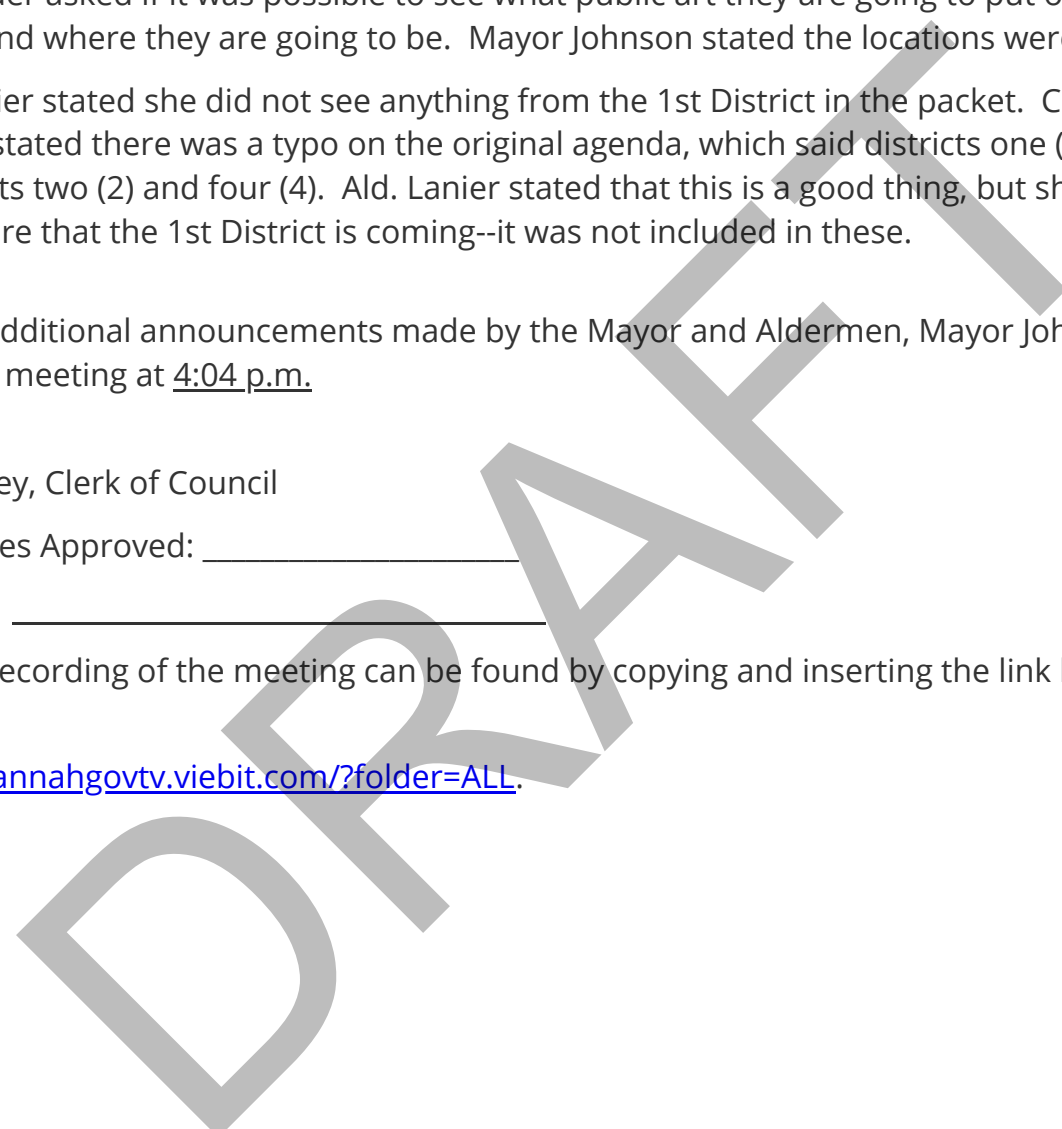 der asked if it was possible to see what public art they are going to put o
nd where they are going to be.  Mayor Johnson stated the locations were
ier stated she did not see anything from the 1st District in the packet.  C
stated there was a typo on the original agenda, which said districts one (
ts two (2) and four (4).  Ald. Lanier stated that this is a good thing, but sh
re that the 1st District is coming--it was not included in these.
dditional announcements made by the Mayor and Aldermen, Mayor Joh
meeting at 4:04 p.m.
ey, Clerk of Council
es Approved: ______________________
ecording of the meeting can be found by copying and inserting the link
annahgovtv.viebit.com/?folder=ALL.
DRAFT